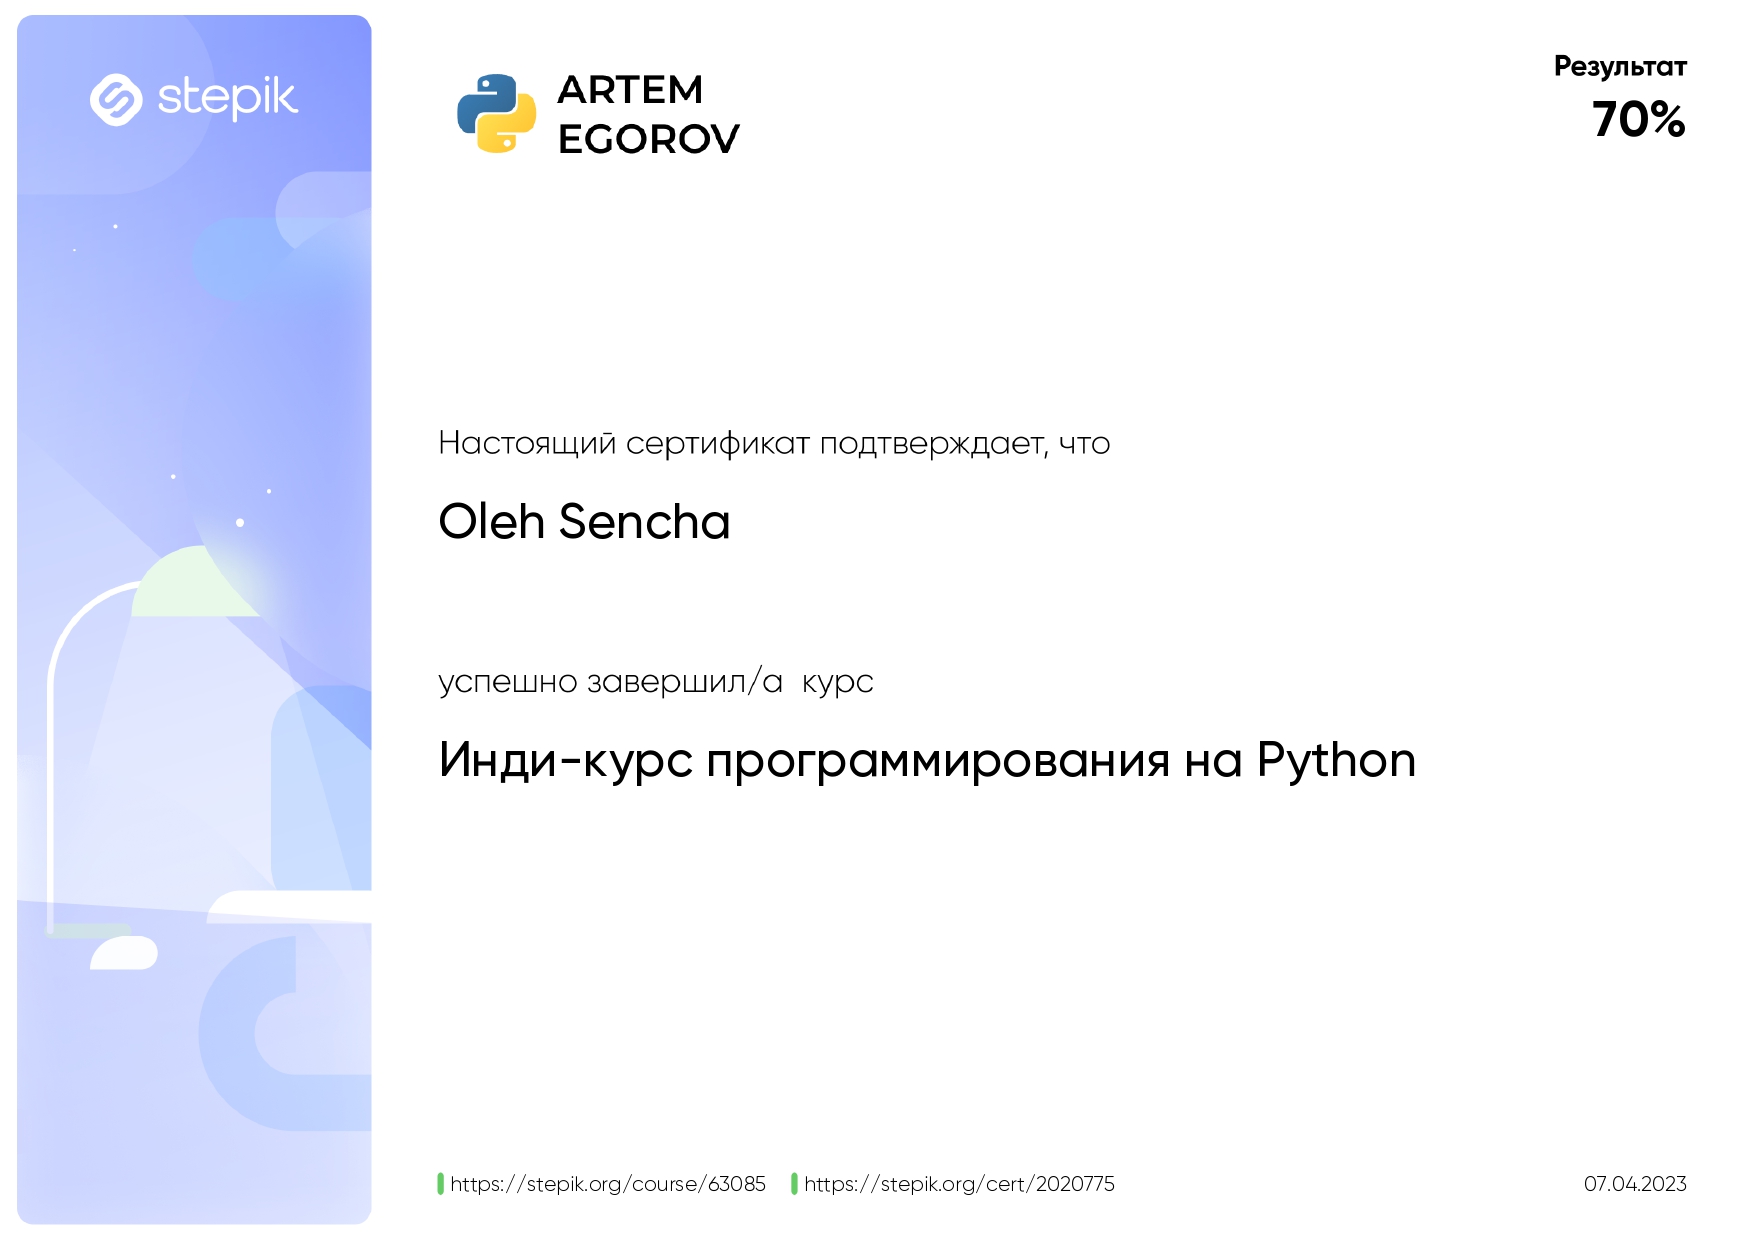 stepik
ARTEM
EGOROV
Результат
70%
Настоящий сертификат подтверждает, что
Oleh Sencha
успешно завершил/а курс
Инди-курс программирования на Python
https://stepik.org/course/63085 https://stepik.org/cert/2020775 07.04.2023